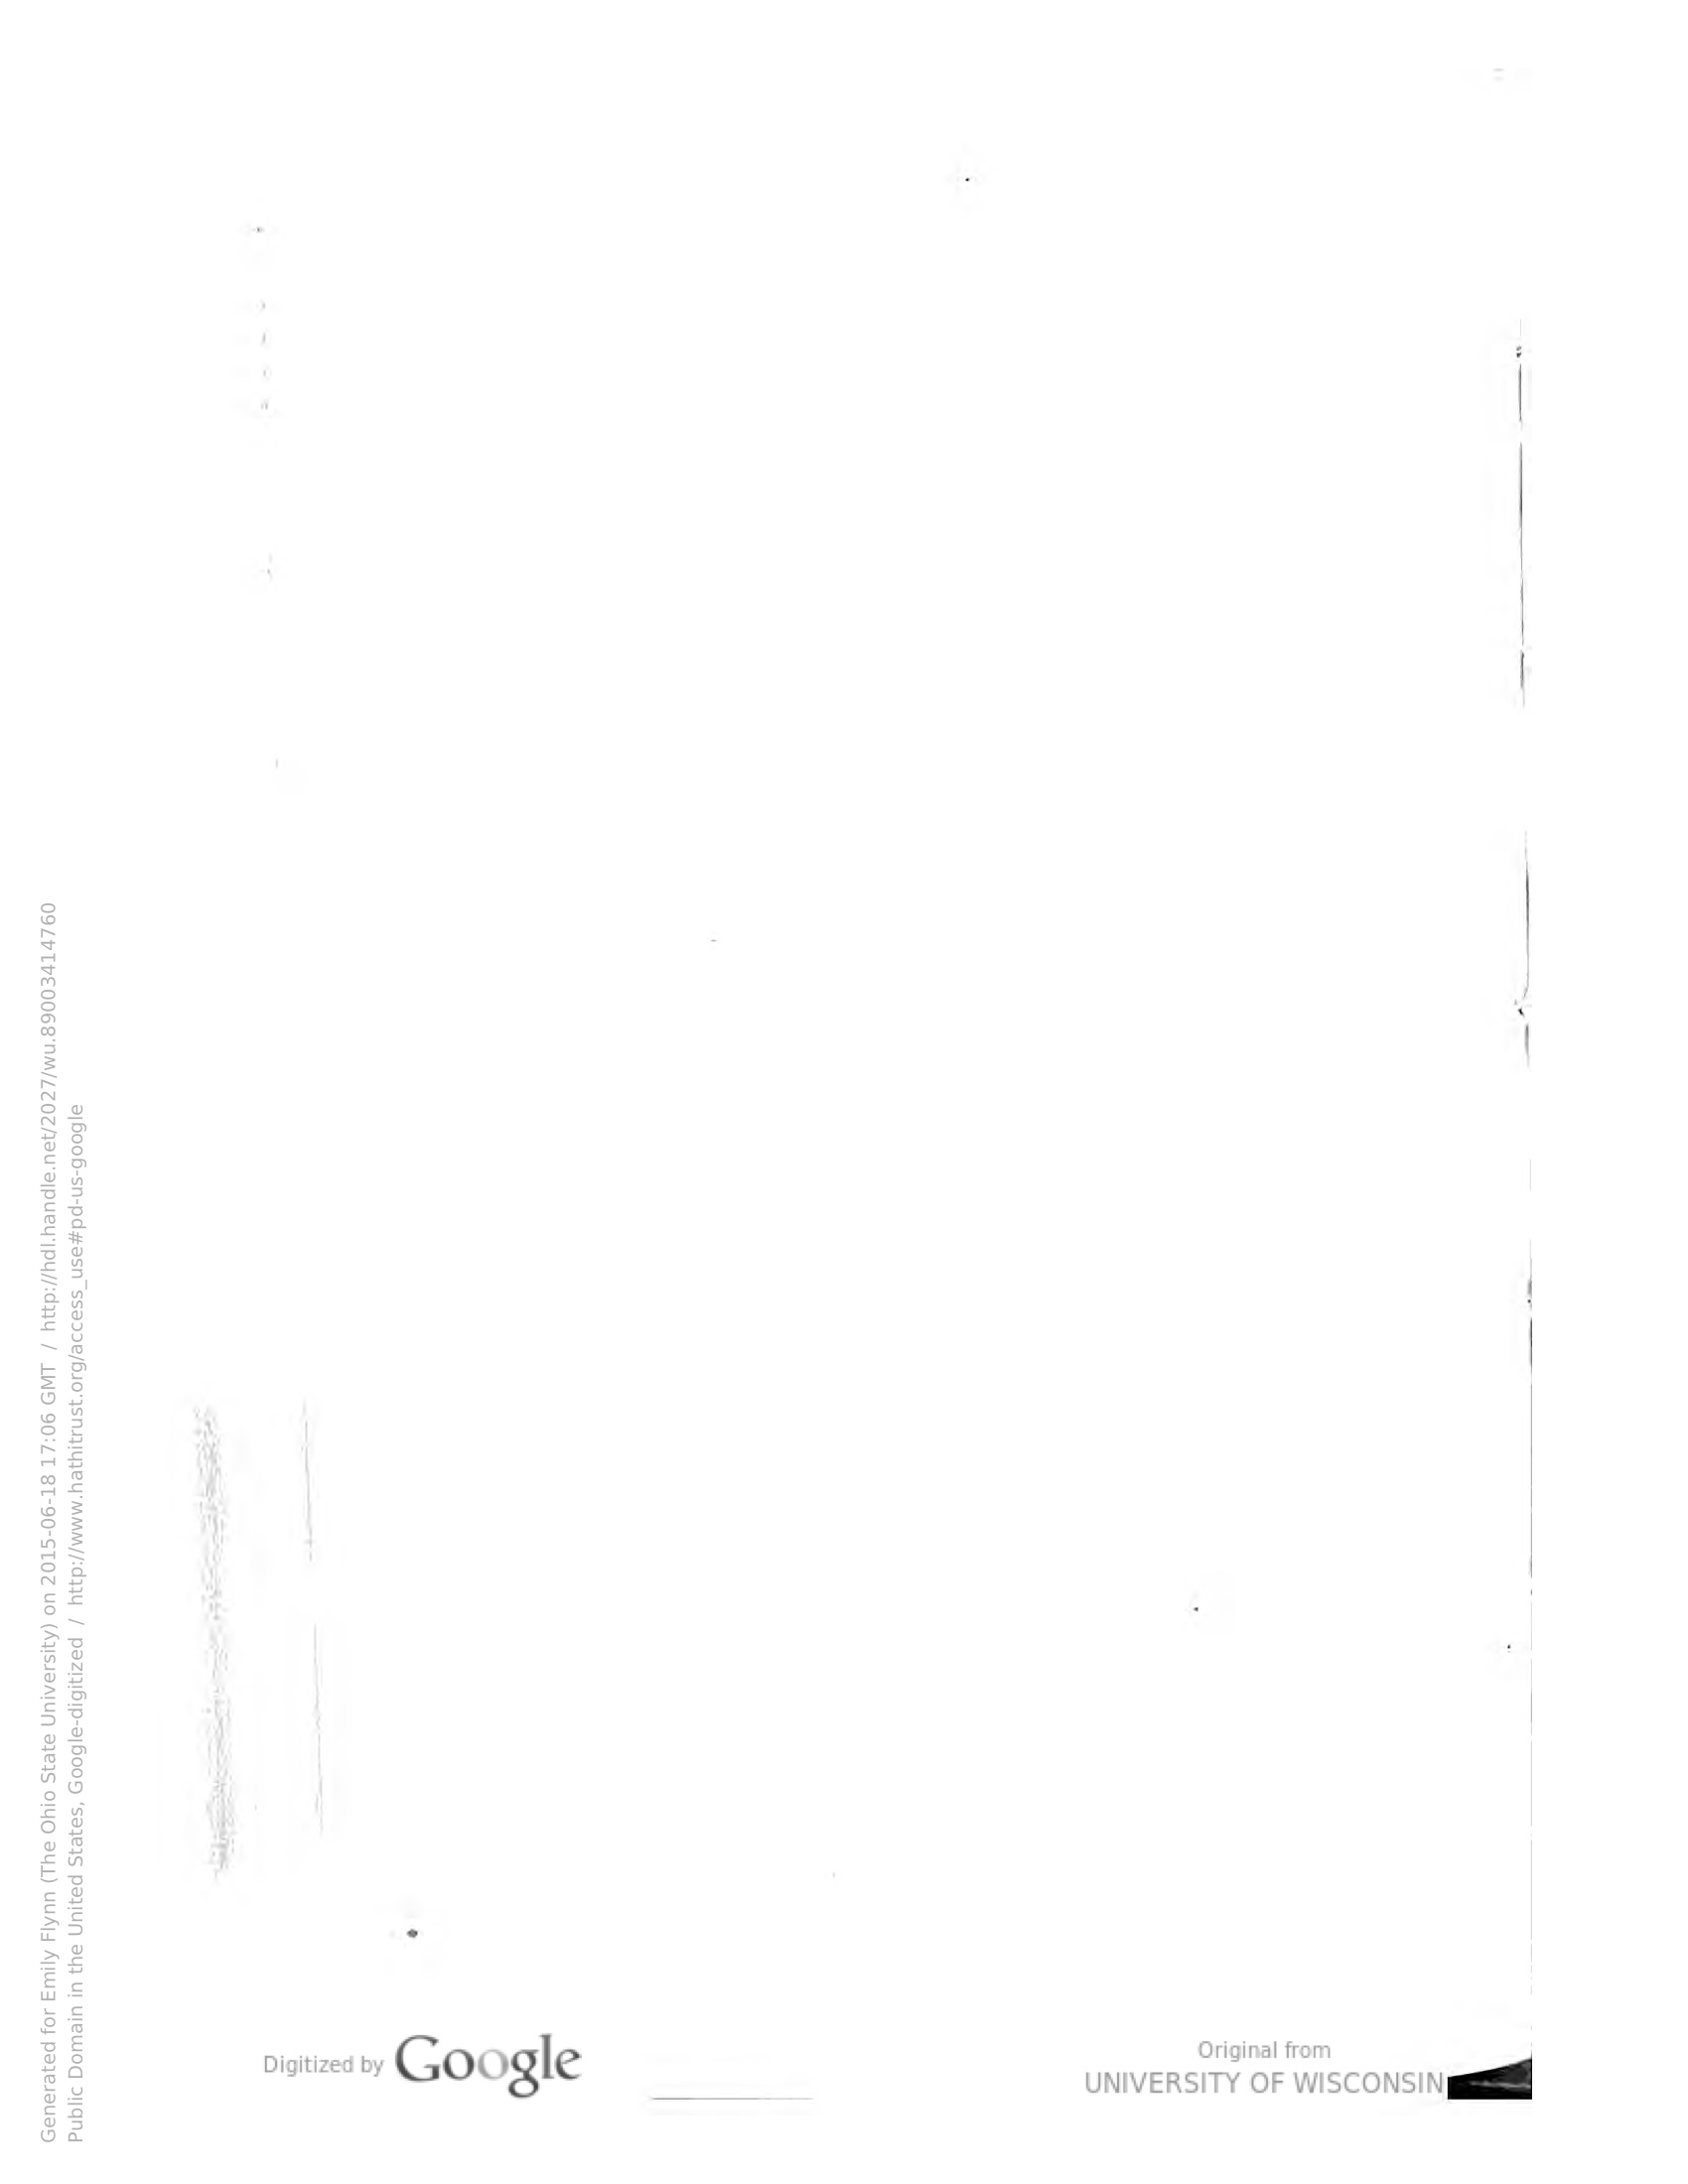 Generated for Emily Flynn (The Ohio State University) on 2015-06-18 17:06 GMT / http://hdl.handle.net/2027/wu.89003414760
Public Domain in the United States, Google-digitized / http://www.hathitrust.org/access_use#pd-us-google
Digitized by Google
Original from
UNIVERSITY OF WISCONSIN